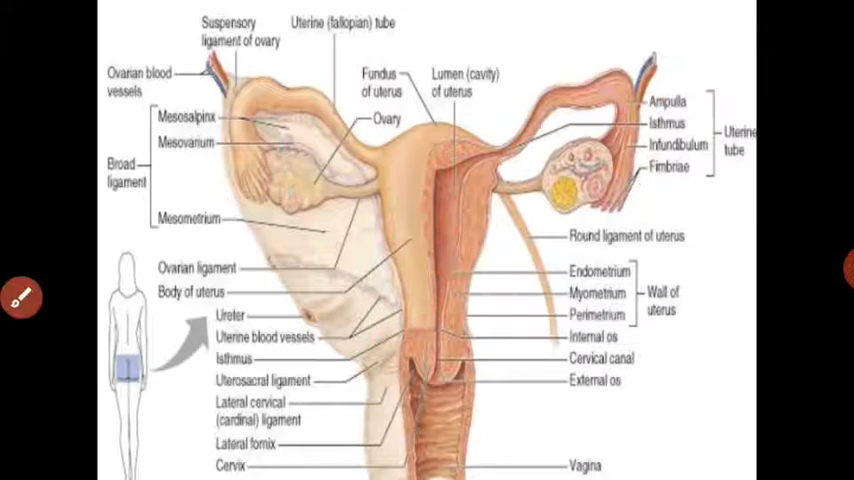 Suspensory
ligament of ovary
Uterine (fallopian) tube
Ovarian blood
vessels
Fundus
of uterus
Lumen (cavity)
of uterus
Mesosalpinx
Mesovarium
Broad
ligament
Mesometrium
Ovary
Ampulla
Isthmus
Infundibulum
Fimbriae
Uterine
tube
Ovarian ligament
Body of uterus
Ureter
Uterine blood vessels
Isthmus
Uterosacral ligament
Lateral cervical
(cardinal) ligament
Lateral fornix
Cervix
Round ligament of uterus
Endometrium
Myometrium
Perimetrium
Wall of
uterus
Internal os
Cervical canal
External os
Vagina